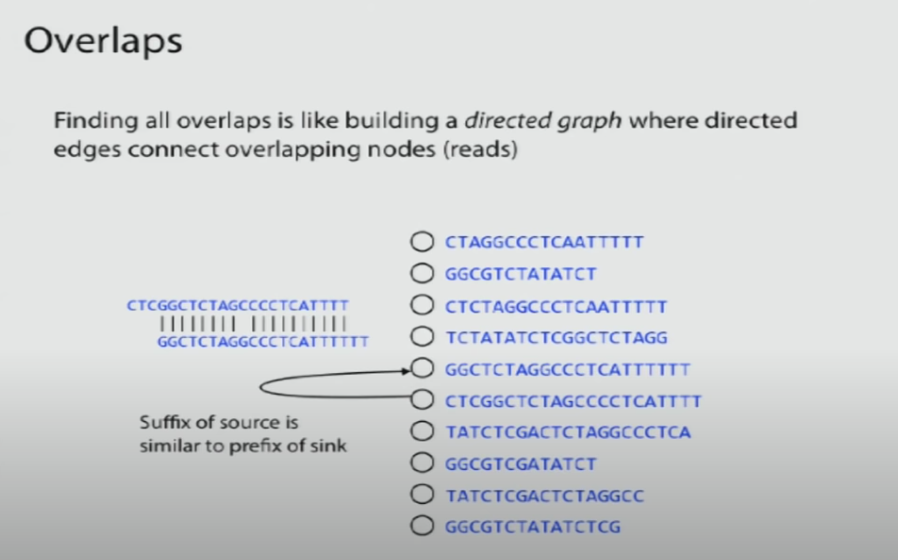 Overlaps
Finding all overlaps is like building a directed graph where directed
edges connect overlapping nodes (reads)
CTAGGCCCTCAATTTTT
GGCGTCTATATCT
CTCGGCTCTAGCCCCTCATTTT
CTCTAGGCCCTCAATTTTT
GGCTCTAGGCCCTCATTTTTT
TCTATATCTCGGCTCTAGG
GGCTCTAGGCCCTCATTTTTT
CTCGGCTCTAGCCCCTCATTTT
Suffix of source is
similar to prefix of sink
TATCTCGACTCTAGGCCCTCA
GGCGTCGATATCT
TATCTCGACTCTAGGCC
GGCGTCTATATCTCG